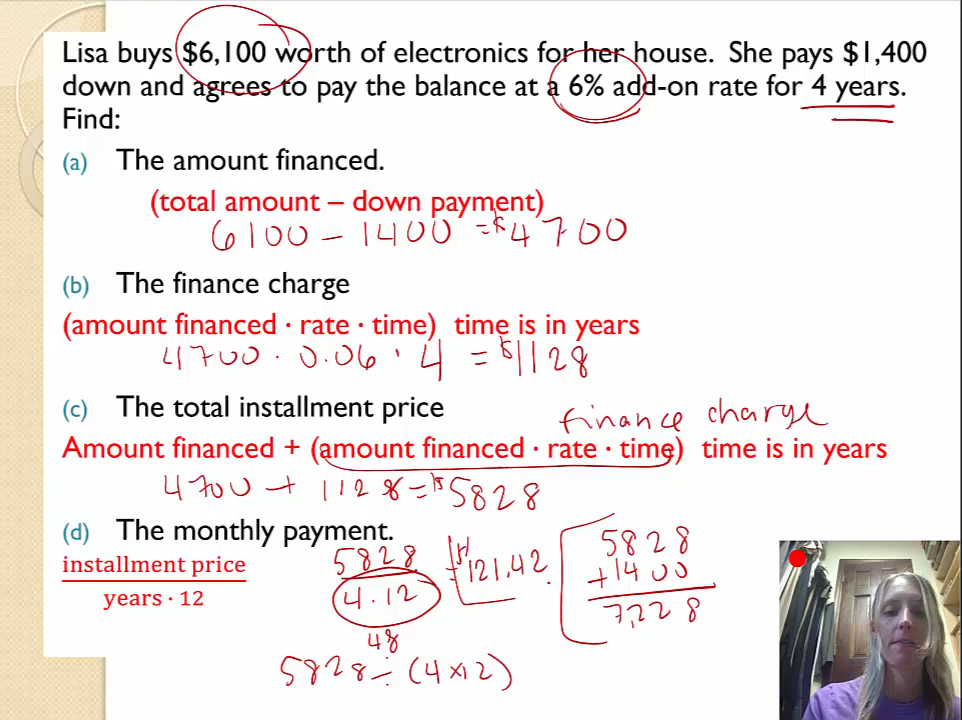 Lisa buys $6,100 worth of electronics for her house. She pays $1,400
down and agrees to pay the balance at a 6% add-on rate for 4 years.
Find:
(a) The amount financed.
(total amount – down payment)
6100 - 1400 = $4700
(b) The finance charge
(amount financed · rate · time) time is in years
4700 · 0.06 · 4 = $1128
(c) The total installment price
finance charge
Amount financed + (amount financed · rate · time) time is in years
4700 + 1128 = $5828
(d) The monthly payment.
installment price
years · 12
5828
4 · 12
48
= $121.42
5828
+1400
7,228
5828 ÷ (4×12)